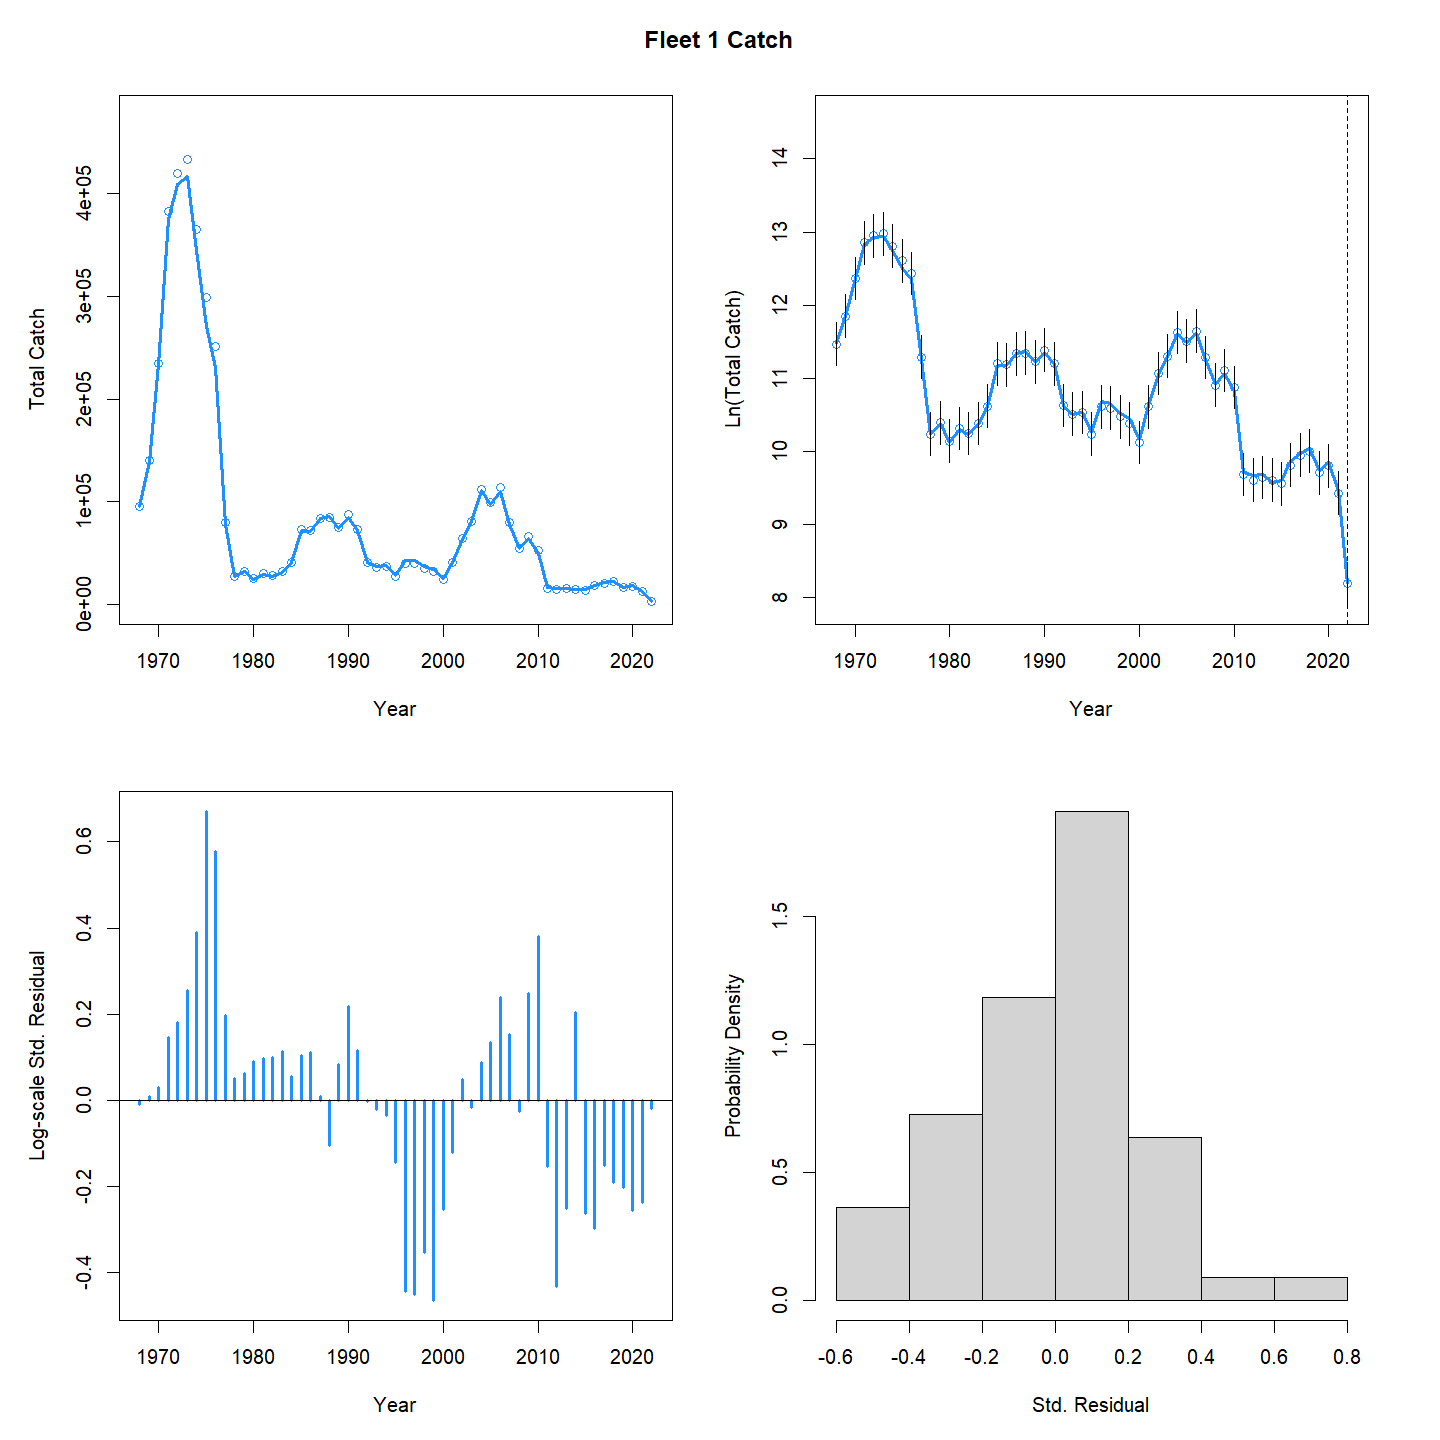 Fleet 1 Catch
Total Catch
0e+00 1e+05 2e+05 3e+05 4e+05
1970 1980 1990 2000 2010 2020
Year
Ln(Total Catch)
8 9 10 11 12 13 14
1970 1980 1990 2000 2010 2020
Year
Log-scale Std. Residual
-0.4 -0.2 0.0 0.2 0.4 0.6
1970 1980 1990 2000 2010 2020
Year
Probability Density
0.0 0.5 1.0 1.5
-0.6 -0.4 -0.2 0.0 0.2 0.4 0.6 0.8
Std. Residual